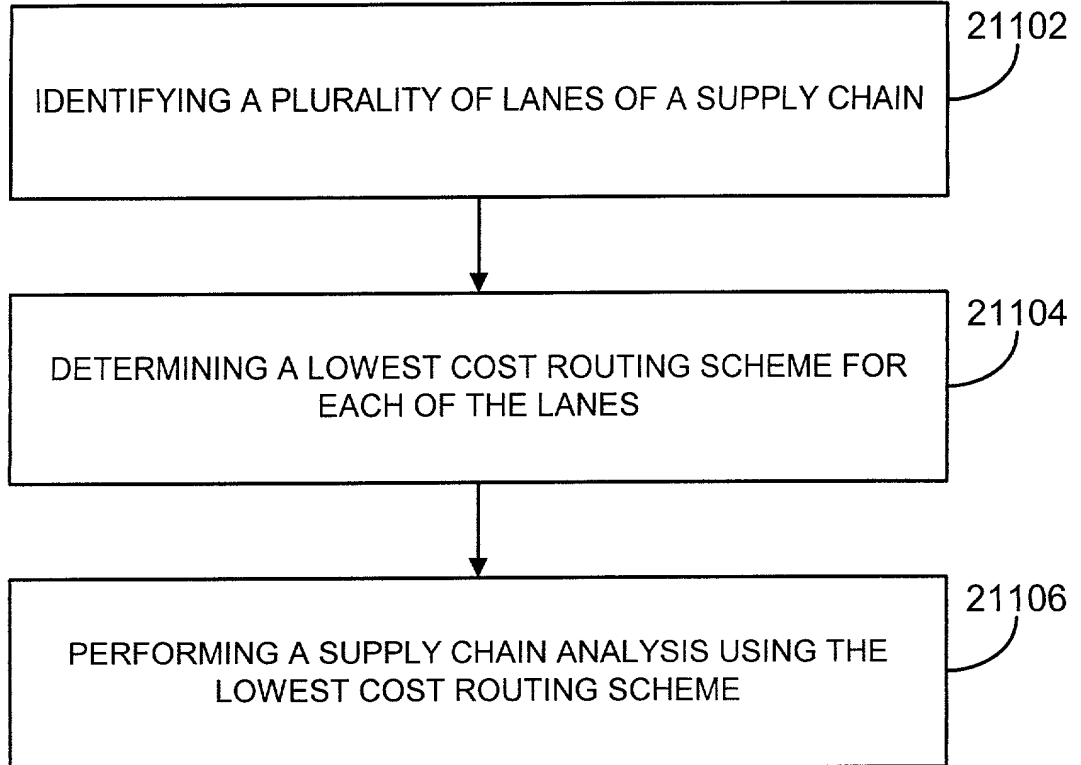 21102
IDENTIFYING A PLURALITY OF LANES OF A SUPPLY CHAIN
21104
DETERMINING A LOWEST COST ROUTING SCHEME FOR
EACH OF THE LANES
21106
PERFORMING A SUPPLY CHAIN ANALYSIS USING THE
LOWEST COST ROUTING SCHEME